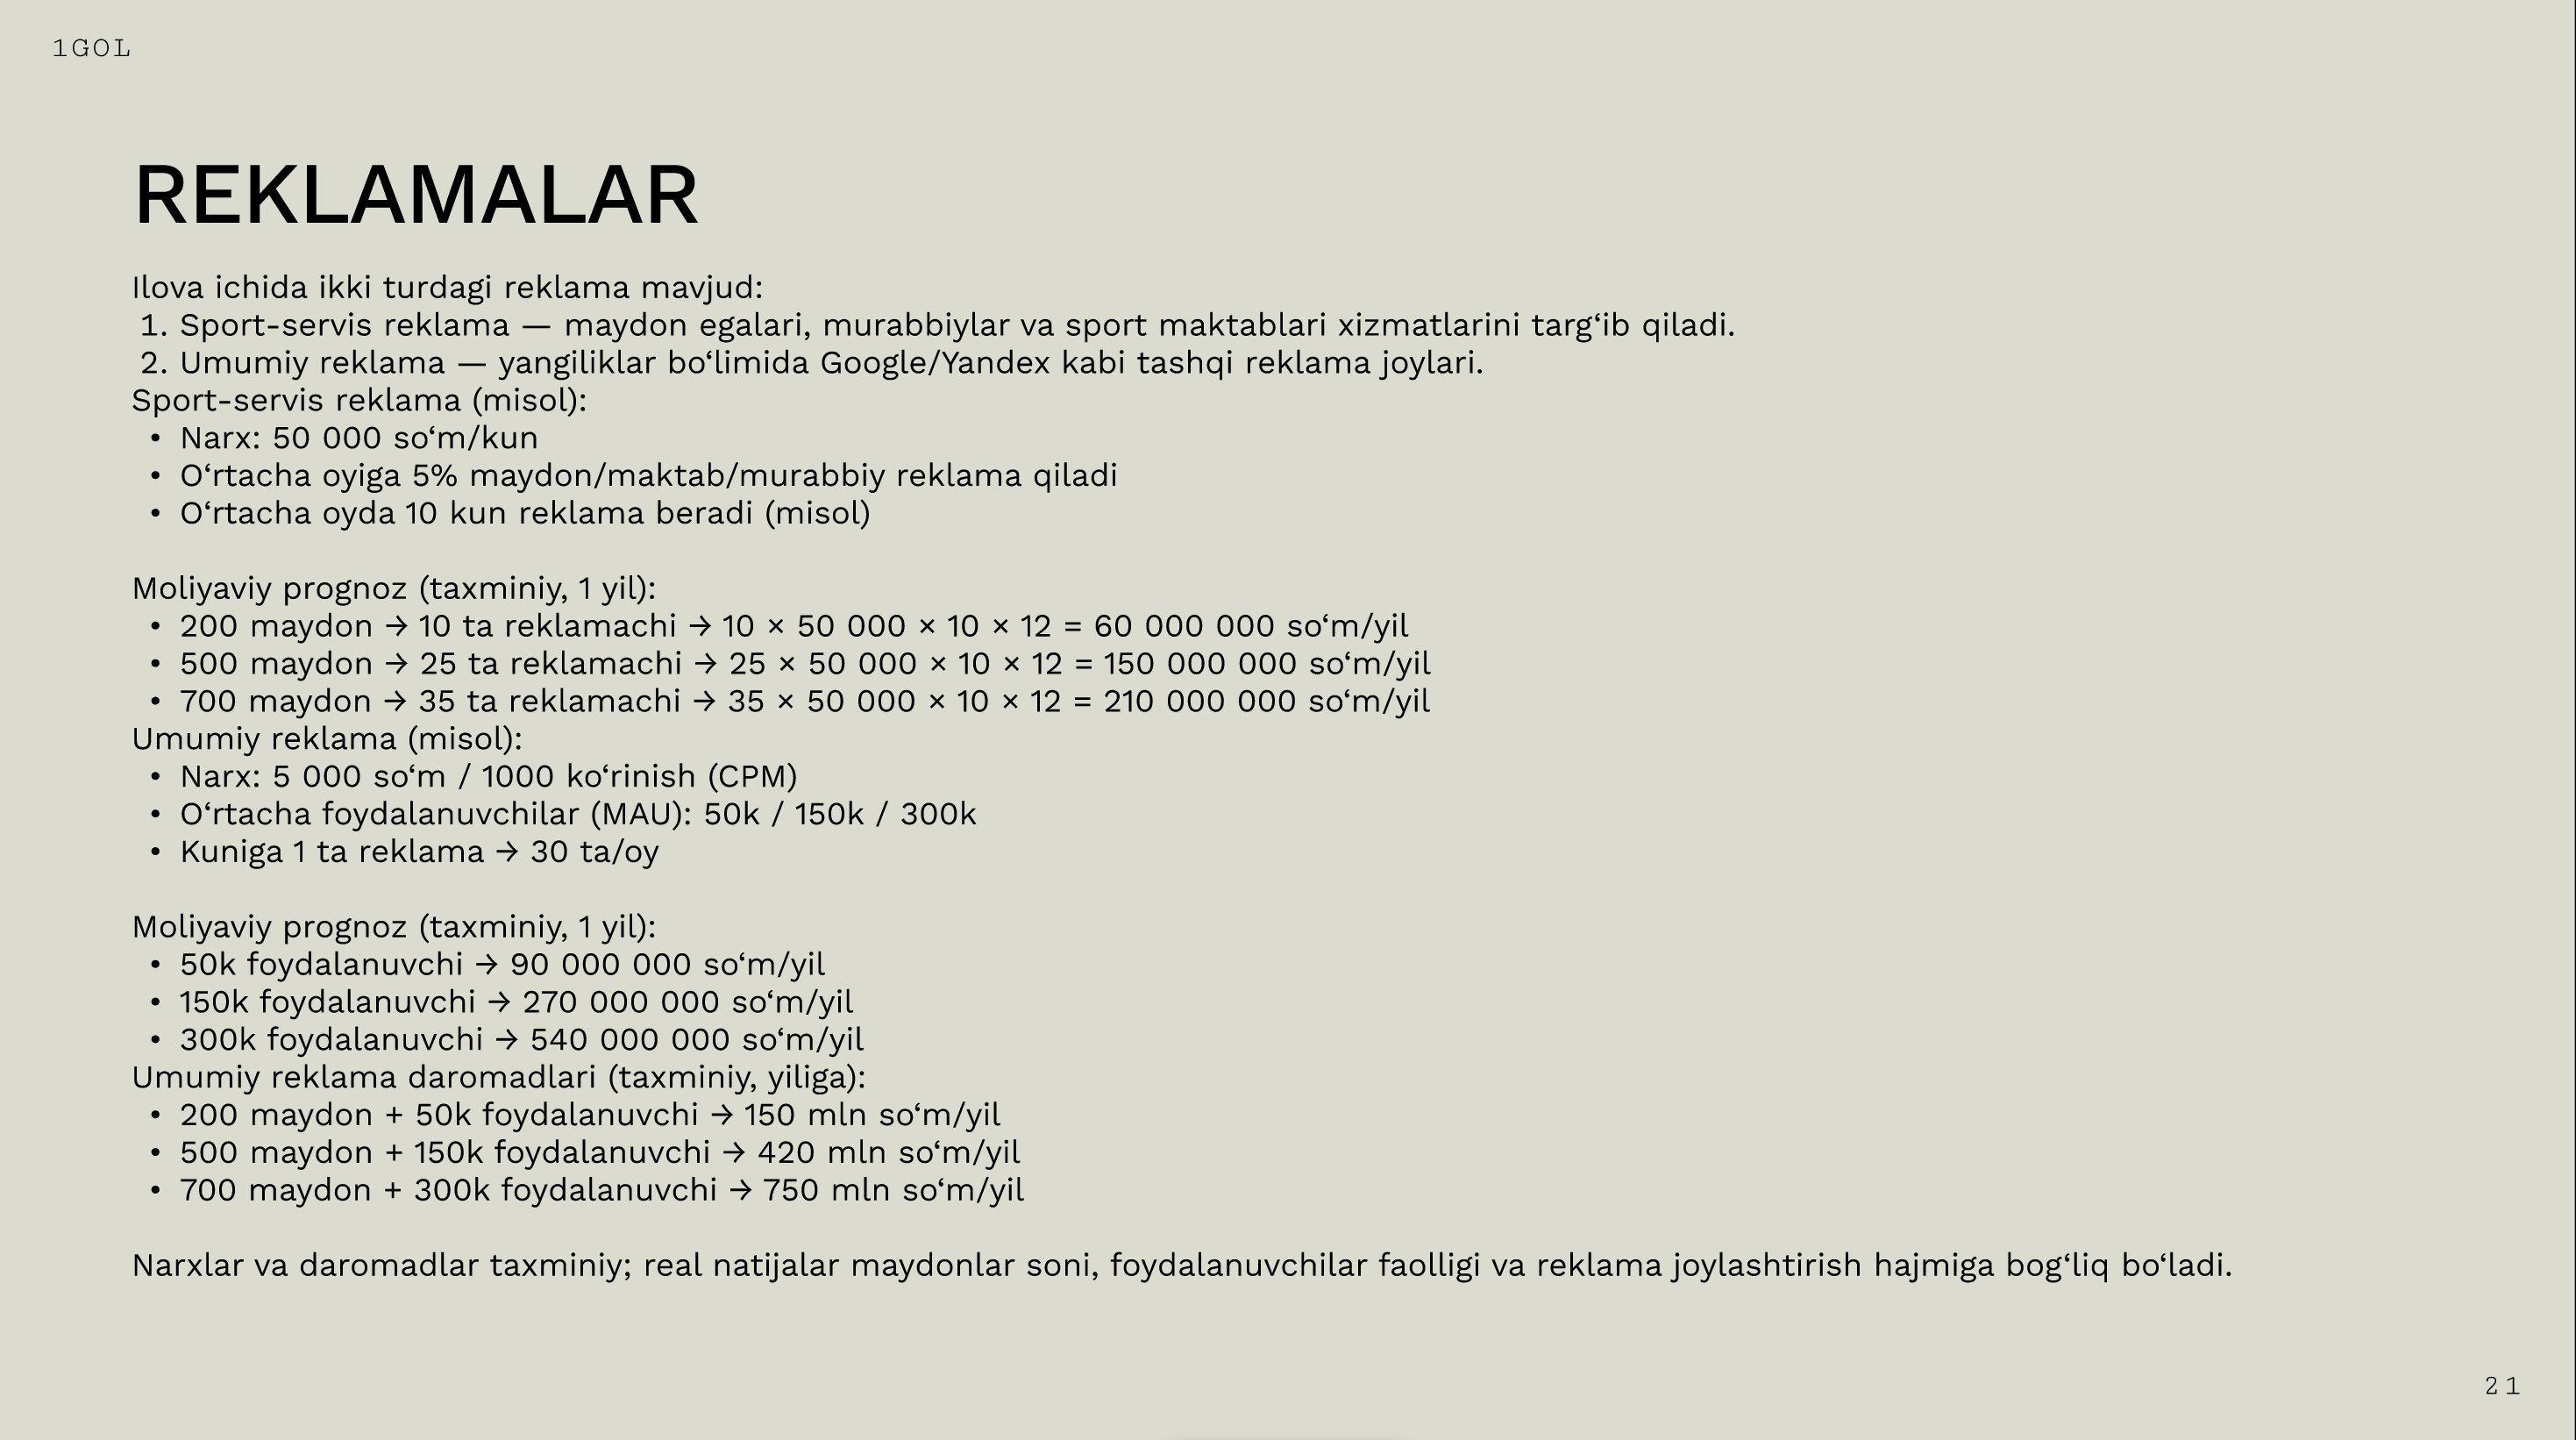 1GOL
REKLAMALAR
Ilova ichida ikki turdagi reklama mavjud:
1. Sport-servis reklama — maydon egalari, murabbiylar va sport maktablari xizmatlarini targ‘ib qiladi.
2. Umumiy reklama — yangiliklar bo‘limida Google/Yandex kabi tashqi reklama joylari.
Sport-servis reklama (misol):
• Narx: 50 000 so‘m/kun
• O‘rtacha oyiga 5% maydon/maktab/murabbiy reklama qiladi
• O‘rtacha oyda 10 kun reklama beradi (misol)
Moliyaviy prognoz (taxminiy, 1 yil):
• 200 maydon → 10 ta reklamachi → 10 × 50 000 × 10 × 12 = 60 000 000 so‘m/yil
• 500 maydon → 25 ta reklamachi → 25 × 50 000 × 10 × 12 = 150 000 000 so‘m/yil
• 700 maydon → 35 ta reklamachi → 35 × 50 000 × 10 × 12 = 210 000 000 so‘m/yil
Umumiy reklama (misol):
• Narx: 5 000 so‘m / 1000 ko‘rinish (CPM)
• O‘rtacha foydalanuvchilar (MAU): 50k / 150k / 300k
• Kuniga 1 ta reklama → 30 ta/oy
Moliyaviy prognoz (taxminiy, 1 yil):
• 50k foydalanuvchi → 90 000 000 so‘m/yil
• 150k foydalanuvchi → 270 000 000 so‘m/yil
• 300k foydalanuvchi → 540 000 000 so‘m/yil
Umumiy reklama daromadlari (taxminiy, yiliga):
• 200 maydon + 50k foydalanuvchi → 150 mln so‘m/yil
• 500 maydon + 150k foydalanuvchi → 420 mln so‘m/yil
• 700 maydon + 300k foydalanuvchi → 750 mln so‘m/yil
Narxlar va daromadlar taxminiy; real natijalar maydonlar soni, foydalanuvchilar faolligi va reklama joylashtirish hajmiga bog‘liq bo‘ladi.
21